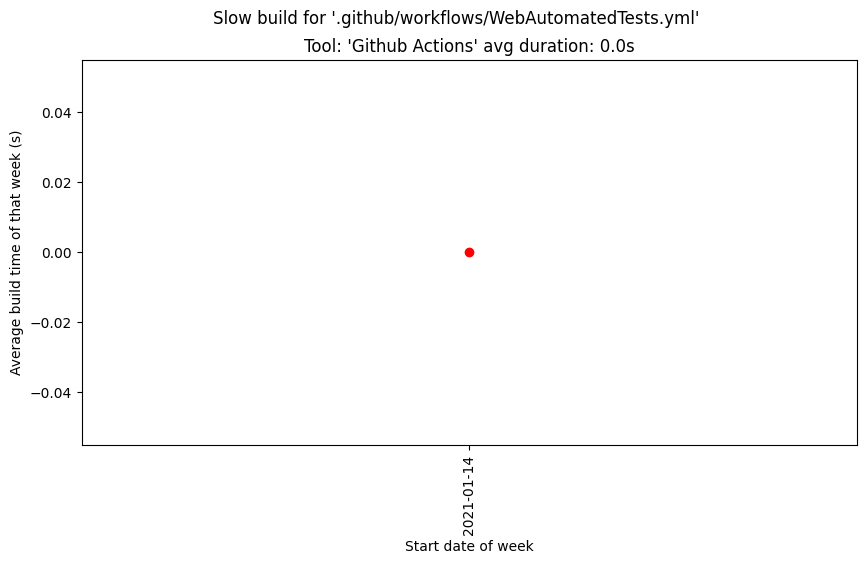 Slow build for '.github/workflows/WebAutomatedTests.yml'
Tool: 'Github Actions' avg duration: 0.0s
Average build time of that week (s)
0.04
0.02
0.00
−0.02
−0.04
2021-01-14
Start date of week